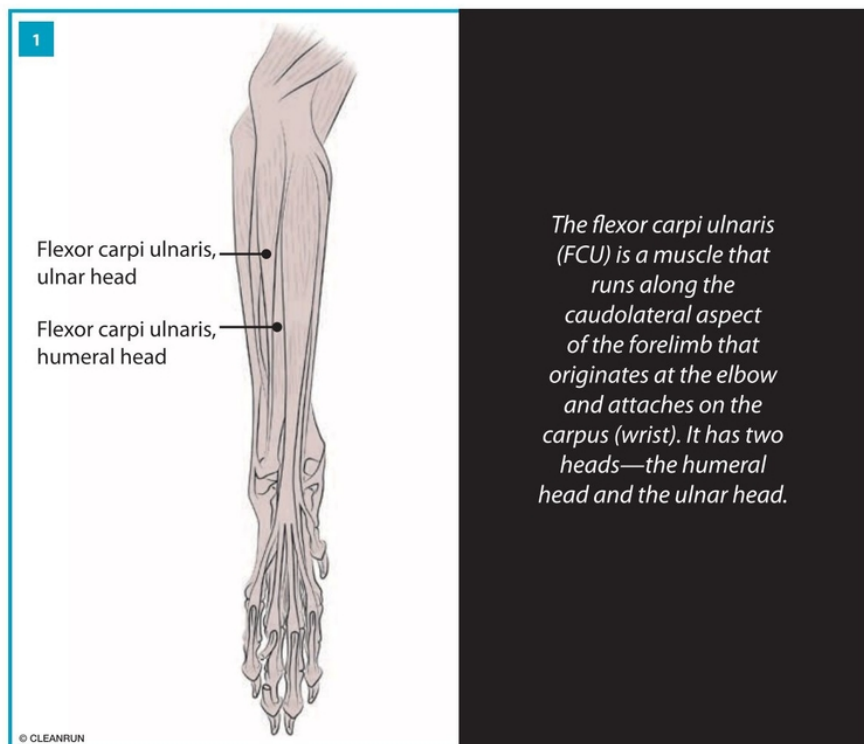 1
Flexor carpi ulnaris,
ulnar head
Flexor carpi ulnaris,
humeral head
© CLEANRUN
The flexor carpi ulnaris
(FCU) is a muscle that
runs along the
caudolateral aspect
of the forelimb that
originates at the elbow
and attaches on the
carpus (wrist). It has two
heads—the humeral
head and the ulnar head.